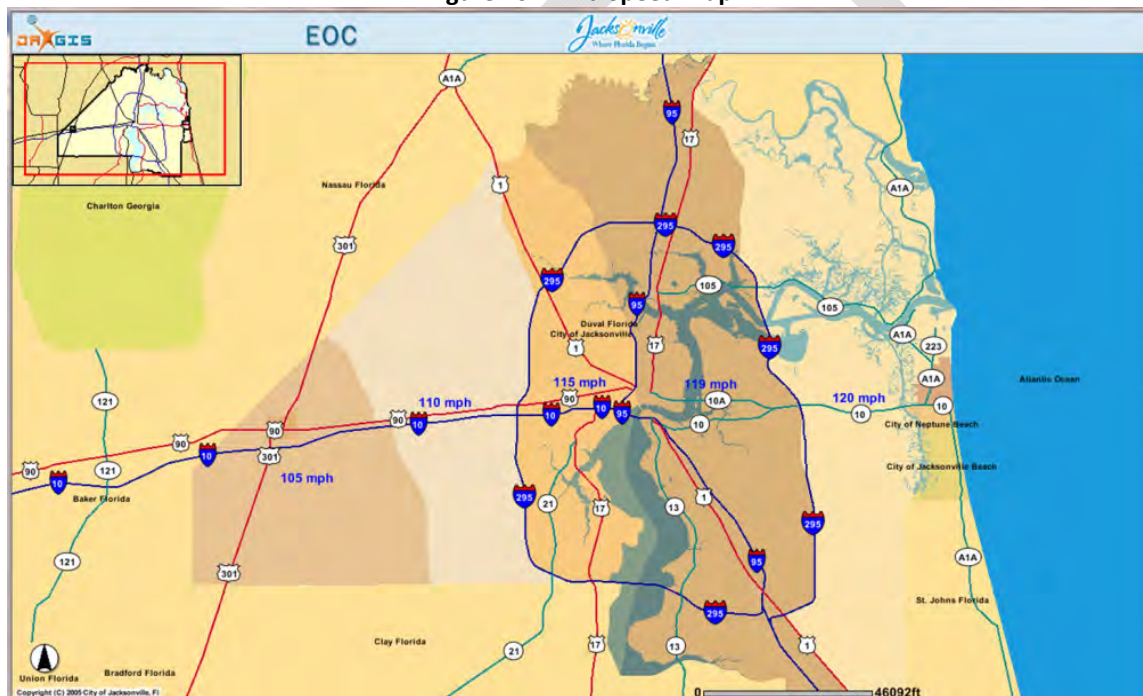 JAXGIS
EOC
Jacksonville
Where Florida Begins
A1A
95
17
Nassau Florida
1
A1A
Charlton Georgia
301
295
295
295
105
95
105
Duval Florida
City of Jacksonville
17
A1A
223
1
295
115 mph
119 mph
Atlantic Ocean
A1A
110 mph
90
10A
120 mph
121
90
10
10
10
95
10
10
10
90
90
10
City of Neptune Beach
301
90
10
105 mph
City of Jacksonville Beach
121
10
Baker Florida
295
21
17
13
1
295
121
301
95
A1A
St. Johns Florida
295
Clay Florida
21
17
13
1
Union Florida
Bradford Florida
Copyright (C) 2005 City of Jacksonville, Fl
0
46092ft